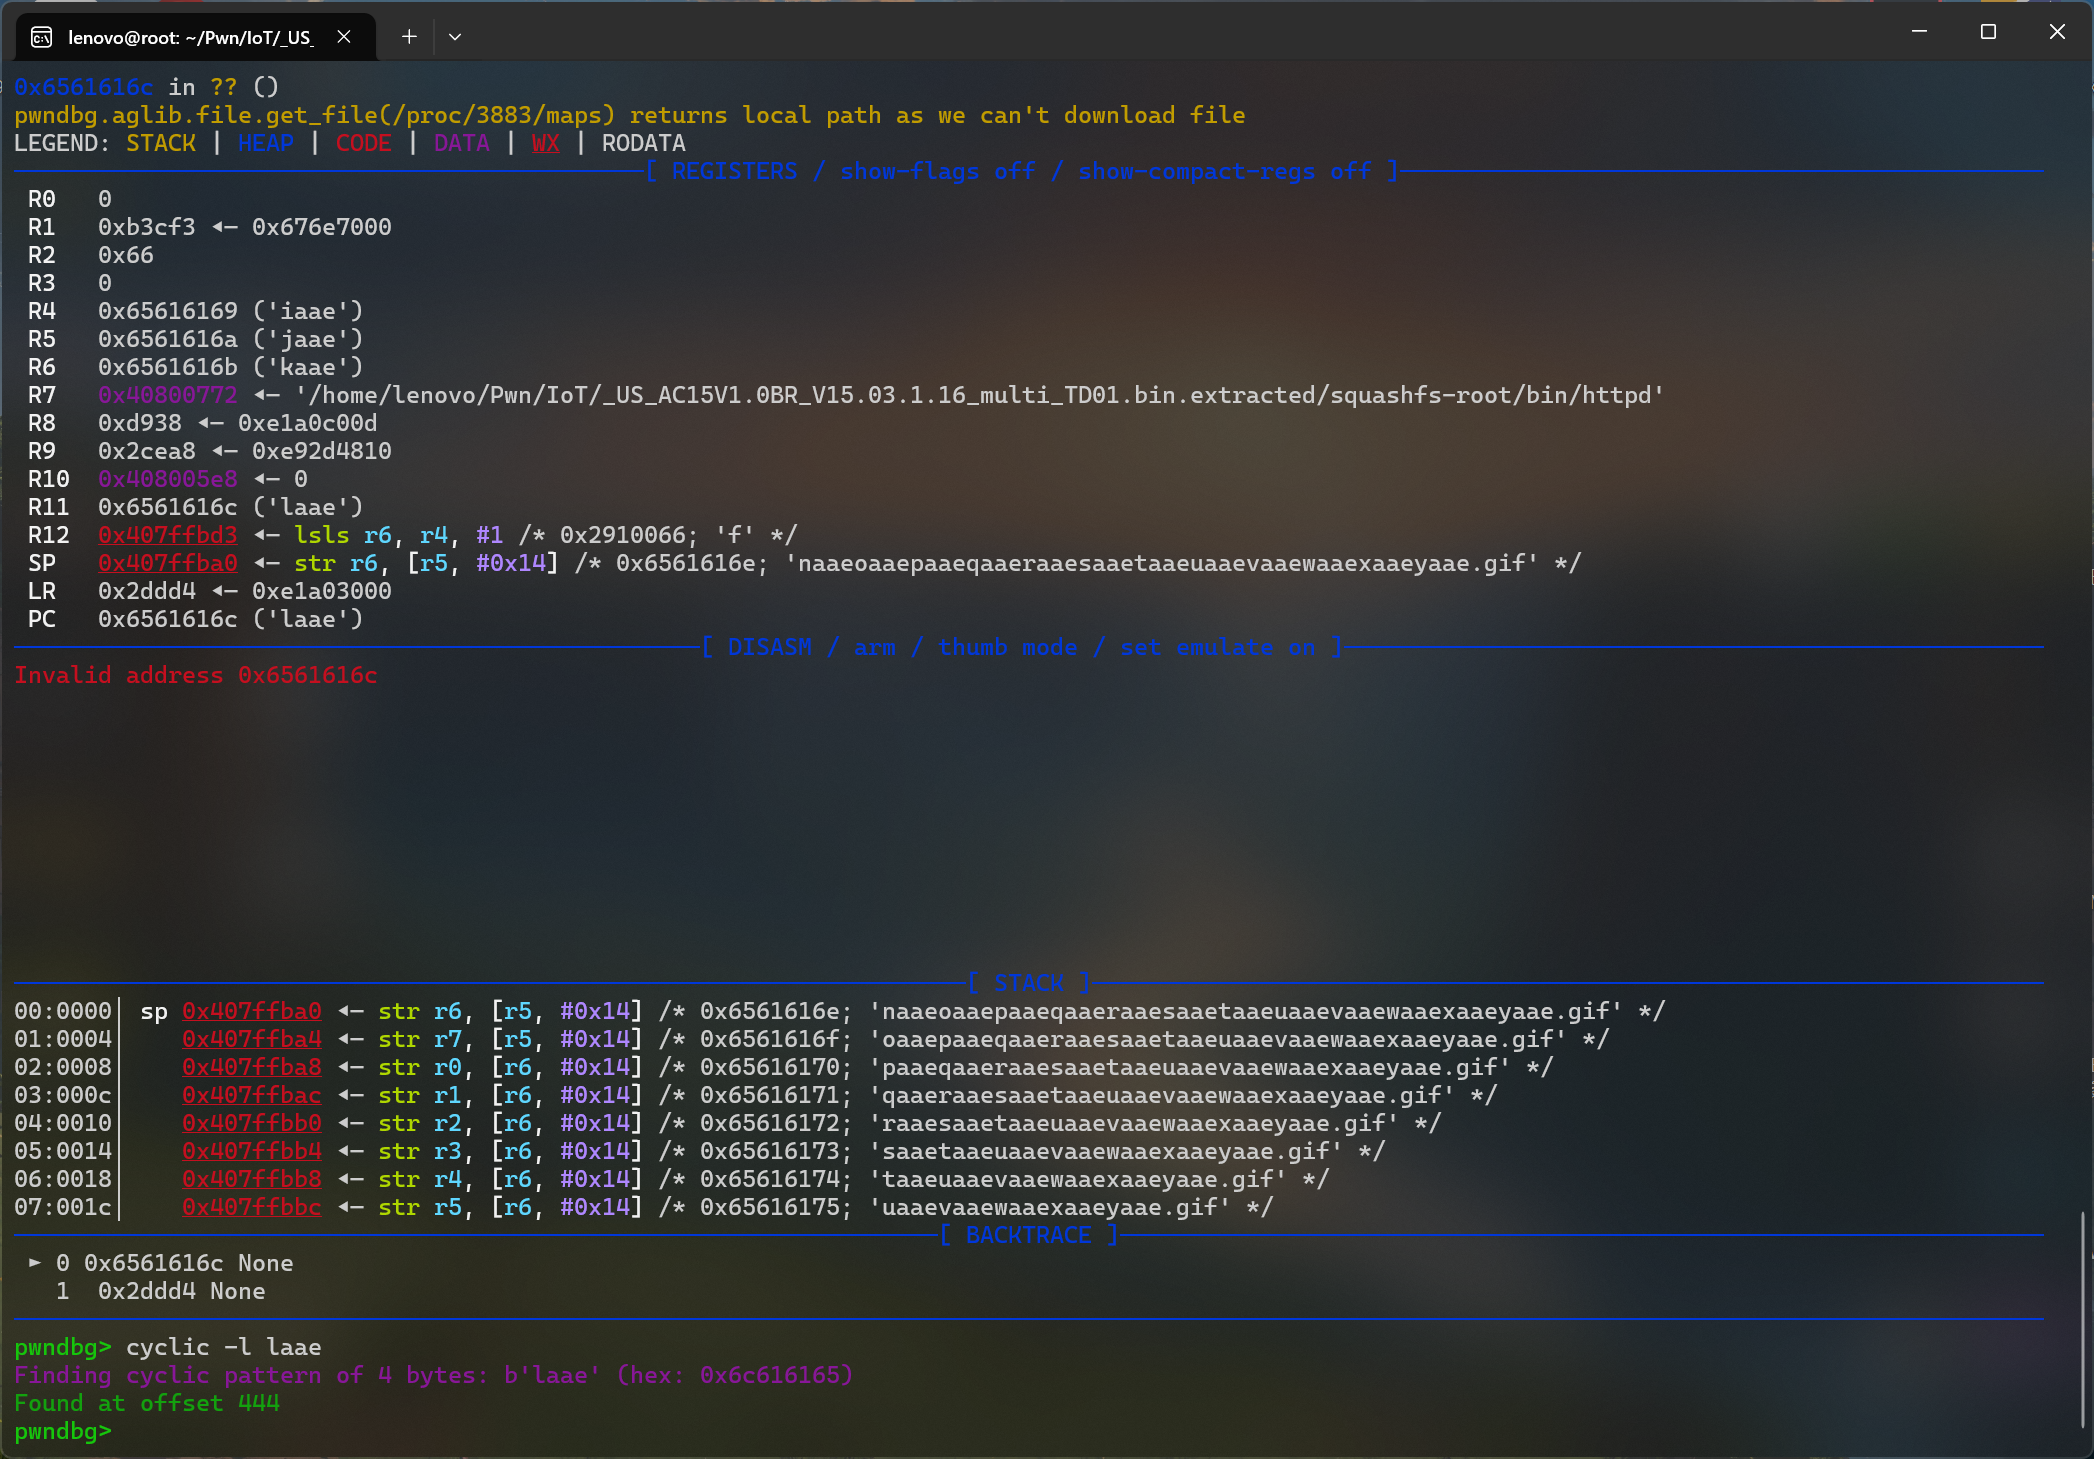 lenovo@root: ~/Pwn/IoT/_US_
0x6561616c in ?? ()
pwndbg.aglib.file.get_file(/proc/3883/maps) returns local path as we can't download file
LEGEND: STACK | HEAP | CODE | DATA | WX | RODATA
[ REGISTERS / show-flags off / show-compact-regs off ]
R0 0
R1 0xb3cf3 ◂— 0x676e7000
R2 0x66
R3 0
R4 0x65616169 ('iaae')
R5 0x6561616a ('jaae')
R6 0x6561616b ('kaae')
R7 0x40800772 ◂— '/home/lenovo/Pwn/IoT/_US_AC15V1.0BR_V15.03.1.16_multi_TD01.bin.extracted/squashfs-root/bin/httpd'
R8 0xd938 ◂— 0xe1a0c00d
R9 0x2cea8 ◂— 0xe92d4810
R10 0x408005e8 ◂— 0
R11 0x6561616c ('laae')
R12 0x407ffbd3 ◂— lsls r6, r4, #1 /* 0x2910066; 'f' */
SP 0x407ffba0 ◂— str r6, [r5, #0x14] /* 0x6561616e; 'naaeoaaepaaeqaaeraaesaaetaaeuaaevaaewaaexaaeyaae.gif' */
LR 0x2ddd4 ◂— 0xe1a03000
PC 0x6561616c ('laae')
[ DISASM / arm / thumb mode / set emulate on ]
Invalid address 0x6561616c
[ STACK ]
00:0000│ sp 0x407ffba0 ◂— str r6, [r5, #0x14] /* 0x6561616e; 'naaeoaaepaaeqaaeraaesaaetaaeuaaevaaewaaexaaeyaae.gif' */
01:0004│ 0x407ffba4 ◂— str r7, [r5, #0x14] /* 0x6561616f; 'oaaepaaeqaaeraaesaaetaaeuaaevaaewaaexaaeyaae.gif' */
02:0008│ 0x407ffba8 ◂— str r0, [r6, #0x14] /* 0x65616170; 'paaeqaaeraaesaaetaaeuaaevaaewaaexaaeyaae.gif' */
03:000c│ 0x407ffbac ◂— str r1, [r6, #0x14] /* 0x65616171; 'qaaeraaesaaetaaeuaaevaaewaaexaaeyaae.gif' */
04:0010│ 0x407ffbb0 ◂— str r2, [r6, #0x14] /* 0x65616172; 'raaesaaetaaeuaaevaaewaaexaaeyaae.gif' */
05:0014│ 0x407ffbb4 ◂— str r3, [r6, #0x14] /* 0x65616173; 'saaetaaeuaaevaaewaaexaaeyaae.gif' */
06:0018│ 0x407ffbb8 ◂— str r4, [r6, #0x14] /* 0x65616174; 'taaeuaaevaaewaaexaaeyaae.gif' */
07:001c│ 0x407ffbbc ◂— str r5, [r6, #0x14] /* 0x65616175; 'uaaevaaewaaexaaeyaae.gif' */
[ BACKTRACE ]
► 0 0x6561616c None
1 0x2ddd4 None
pwndbg> cyclic -l laae
Finding cyclic pattern of 4 bytes: b'laae' (hex: 0x6c616165)
Found at offset 444
pwndbg>